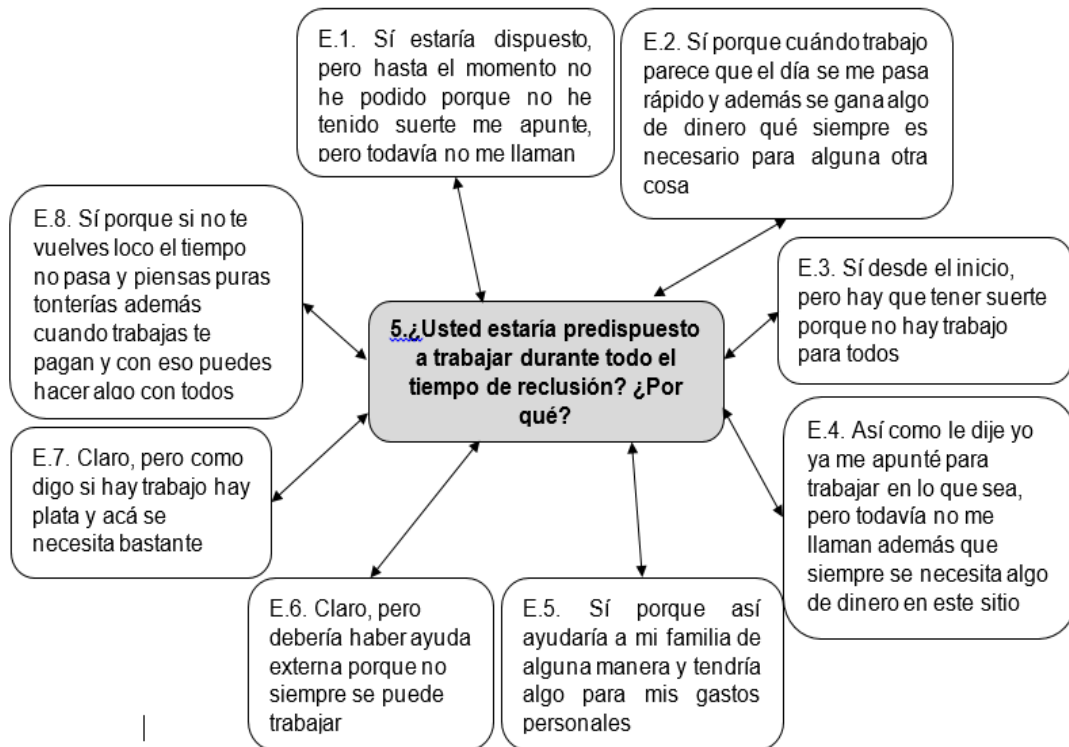 E.1. Sí estaría dispuesto,
pero hasta el momento no
he podido porque no he
tenido suerte me apunte,
pero todavía no me llaman
E.2. Sí porque cuándo trabajo
parece que el día se me pasa
rápido y además se gana algo
de dinero qué siempre es
necesario para alguna otra
cosa
E.8. Sí porque si no te
vuelves loco el tiempo
no pasa y piensas puras
tonterías además
cuando trabajas te
pagan y con eso puedes
hacer algo con todos
E.3. Sí desde el inicio,
pero hay que tener suerte
porque no hay trabajo
para todos
5.¿Usted estaría predispuesto
a trabajar durante todo el
tiempo de reclusión? ¿Por
qué?
E.7. Claro, pero como
digo si hay trabajo hay
plata y acá se
necesita bastante
E.4. Así como le dije yo
ya me apunté para
trabajar en lo que sea,
pero todavía no me
llaman además que
siempre se necesita algo
de dinero en este sitio
E.6. Claro, pero
debería haber ayuda
externa porque no
siempre se puede
trabajar
E.5. Sí porque así
ayudaría a mi familia de
alguna manera y tendría
algo para mis gastos
personales